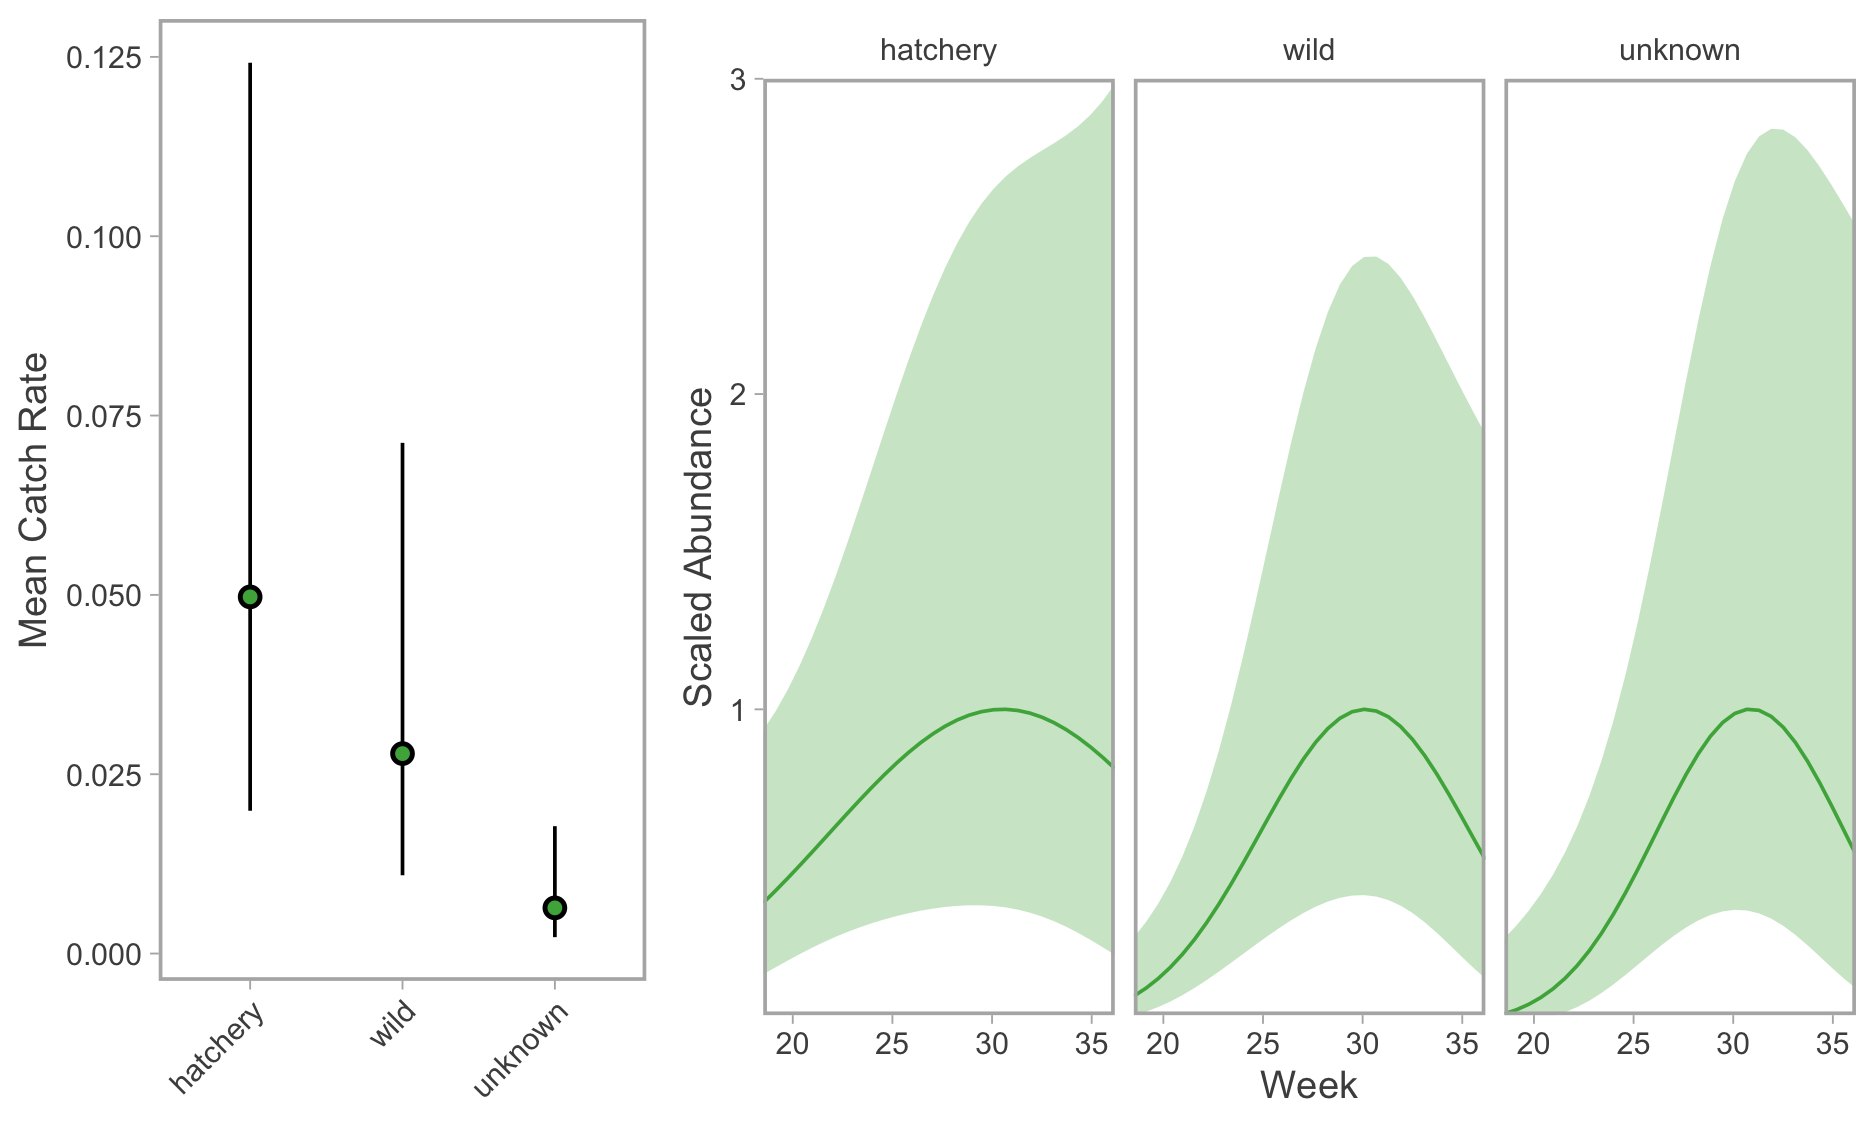 Mean Catch Rate
0.125
0.100
0.075
0.050
0.025
0.000
hatchery
wild
unknown
hatchery wild unknown
Scaled Abundance
3
2
1
20 25 30 35 20 25 30 35 20 25 30 35
Week